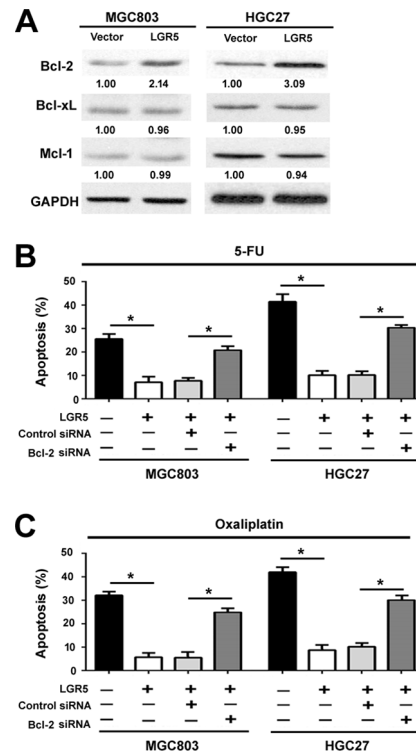 A
MGC803 HGC27
Vector LGR5 Vector LGR5
Bcl-2
1.00 2.14 1.00 3.09
Bcl-xL
1.00 0.96 1.00 0.95
Mcl-1
1.00 0.99 1.00 0.94
GAPDH
B
5-FU
Apoptosis (%)
50
40
30
20
10
0
* * * *
LGR5 — + + + — + + +
Control siRNA — — + — — — + —
Bcl-2 siRNA — — — + — — — +
MGC803 HGC27
C
Oxaliplatin
Apoptosis (%)
50
40
30
20
10
0
* * * *
LGR5 — + + + — + + +
Control siRNA — — + — — — + —
Bcl-2 siRNA — — — + — — — +
MGC803 HGC27